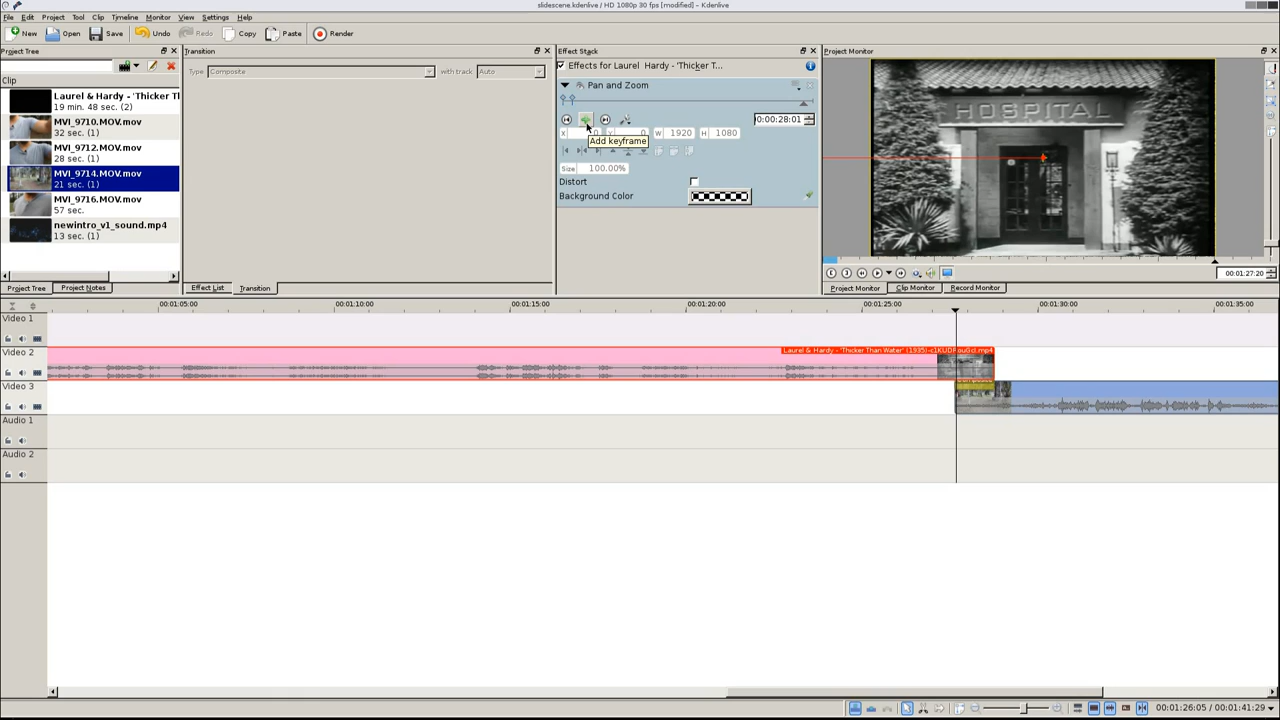 slidescene.kdenlive / HD 1080p 30 fps [modified] – Kdenlive
File Edit Project Tool Clip Timeline Monitor View Settings Help
New Open Save Undo Redo Copy Paste Render
Project Tree
Clip
Laurel & Hardy - 'Thicker Tl
19 min. 48 sec. (2)
MVI_9710.MOV.mov
32 sec. (1)
MVI_9712.MOV.mov
28 sec. (1)
MVI_9714.MOV.mov
21 sec. (1)
MVI_9716.MOV.mov
57 sec.
newintro_v1_sound.mp4
13 sec. (1)
Project Tree Project Notes
Transition
Type Composite with track Auto
Effect List Transition
Effect Stack
Effects for Laurel Hardy - 'Thicker T...
Pan and Zoom
0:00:28:01
Add keyframe
X 0 Y 0 W 1920 H 1080
Size 100.00%
Distort
Background Color
Project Monitor
HOSPITAL
00:01:27:20
Project Monitor Clip Monitor Record Monitor
00:01:05:00 00:01:10:00 00:01:15:00 00:01:20:00 00:01:25:00 00:01:30:00 00:01:35:00
Video 1
Video 2
Laurel & Hardy - 'Thicker Than Water' (1935)
Video 3
Audio 1
Audio 2
00:01:26:05 / 00:01:41:29